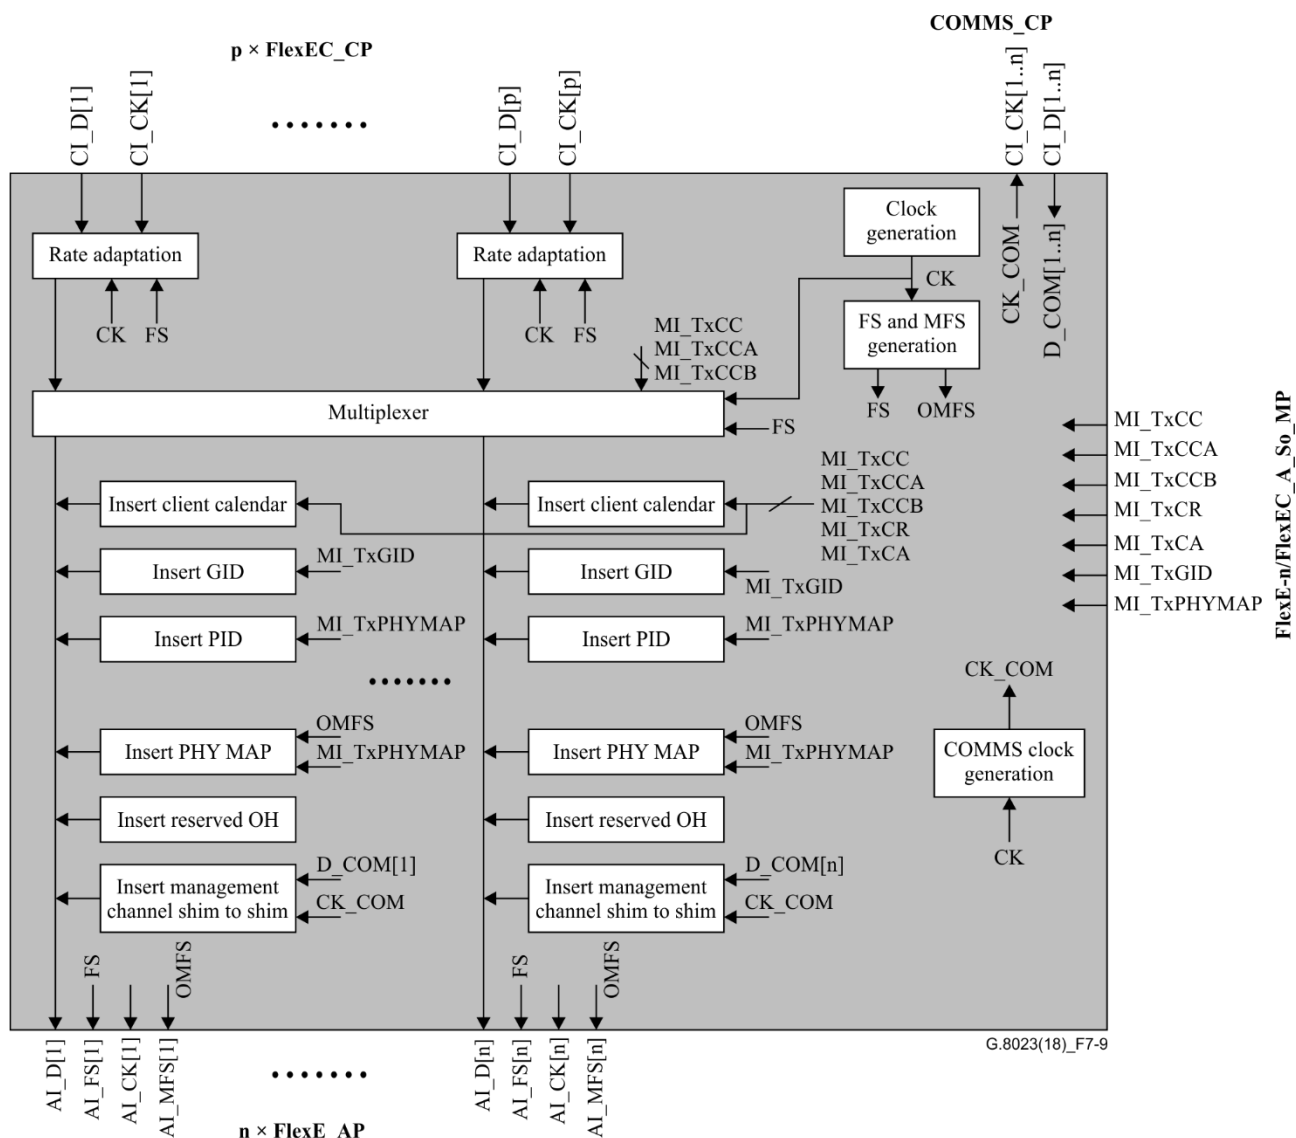 COMMS_CP
p × FlexEC_CP
CI_D[1]
CI_CK[1]
CI_D[p]
CI_CK[p]
CI_CK[1..n]
CI_D[1..n]
Rate adaptation
Rate adaptation
Clock
generation
CK_COM
D_COM[1..n]
CK
CK
FS
CK
FS
FS and MFS
generation
MI_TxCC
MI_TxCCA
MI_TxCCB
FS
OMFS
Multiplexer
FS
MI_TxCC
MI_TxCCA
MI_TxCCB
MI_TxCR
MI_TxCA
MI_TxGID
MI_TxPHYMAP
FlexE-n/FlexEC_A_So_MP
Insert client calendar
Insert client calendar
MI_TxCC
MI_TxCCA
MI_TxCCB
MI_TxCR
MI_TxCA
Insert GID
MI_TxGID
Insert GID
MI_TxGID
Insert PID
MI_TxPHYMAP
Insert PID
MI_TxPHYMAP
Insert PHY MAP
OMFS
MI_TxPHYMAP
Insert PHY MAP
OMFS
MI_TxPHYMAP
CK_COM
COMMS clock
generation
CK
Insert reserved OH
Insert reserved OH
Insert management
channel shim to shim
D_COM[1]
CK_COM
Insert management
channel shim to shim
D_COM[n]
CK_COM
FS
OMFS
FS
OMFS
G.8023(18)_F7-9
AI_D[1]
AI_FS[1]
AI_CK[1]
AI_MFS[1]
AI_D[n]
AI_FS[n]
AI_CK[n]
AI_MFS[n]
n × FlexE_AP